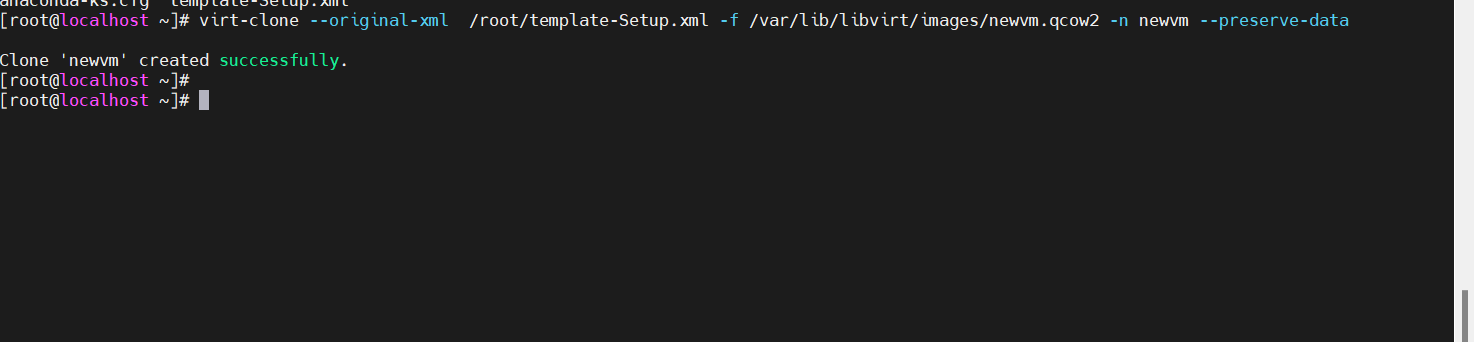 anaconda-ks.cfg  template-Setup.xml
[root@localhost ~]# virt-clone --original-xml  /root/template-Setup.xml -f /var/lib/libvirt/images/newvm.qcow2 -n newvm --preserve-data
Clone 'newvm' created successfully.
[root@localhost ~]#
[root@localhost ~]#